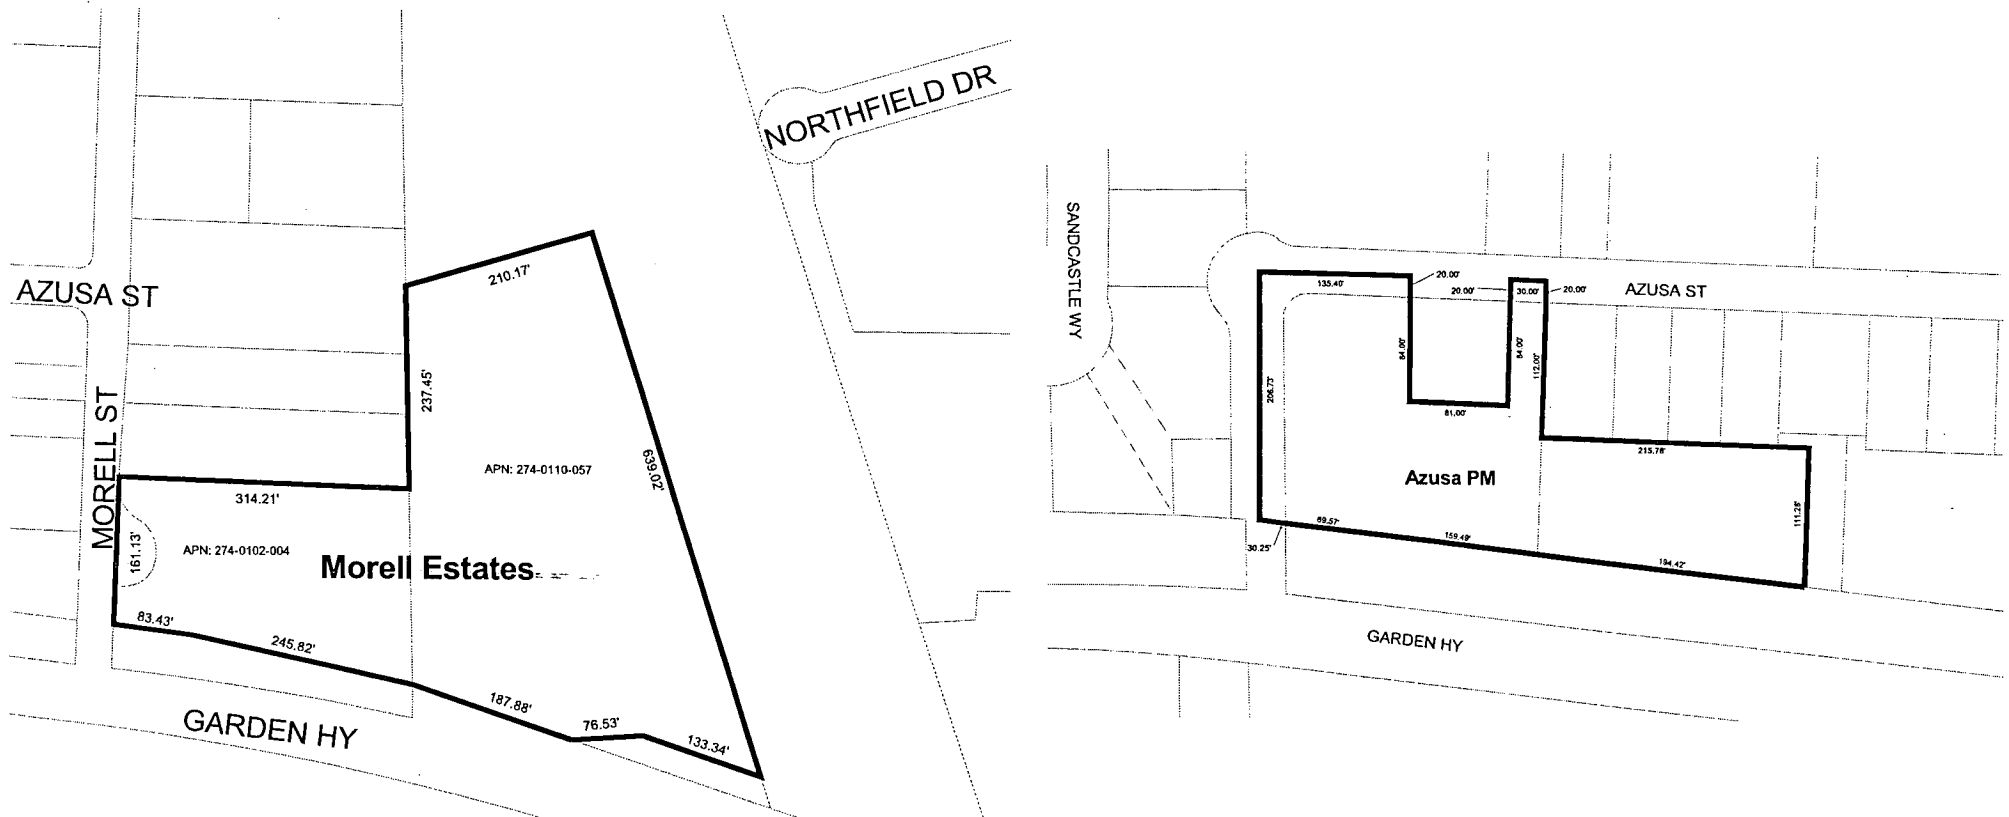 NORTHFIELD DR
210.17'
AZUSA ST
237.45'
MORELL ST
639.02'
APN: 274-0110-057
314.21'
161.13'
APN: 274-0102-004
Morell Estates
83.43'
245.82'
187.88'
76.53'
133.34'
GARDEN HY
SANDCASTLE WY
20.00'
135.40'
20.00'
30.00'
20.00'
AZUSA ST
84.00'
84.00'
112.00'
206.73'
81.00'
215.78'
Azusa PM
111.25'
69.57'
159.49'
30.25'
194.42'
GARDEN HY